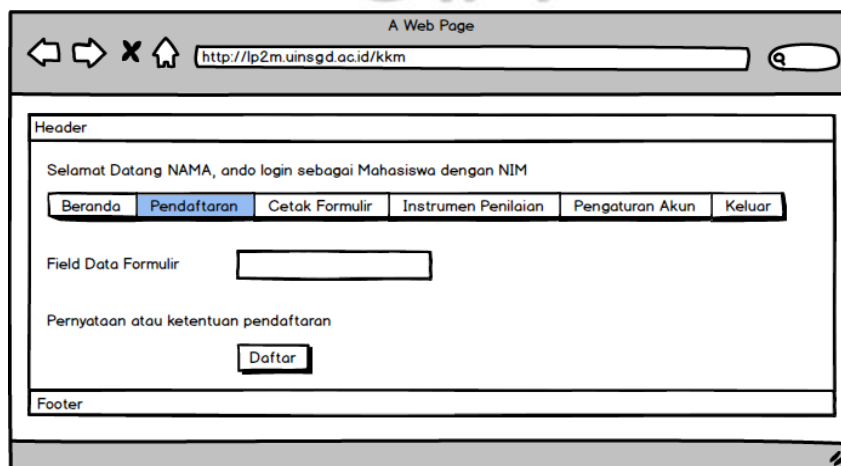 A Web Page
http://lp2m.uinsgd.ac.id/kkm
Header
Selamat Datang NAMA, ando login sebagai Mahasiswa dengan NIM
Beranda Pendaftaran Cetak Formulir Instrumen Penilaian Pengaturan Akun Keluar
Field Data Formulir
Pernyataan atau ketentuan pendaftaran
Daftar
Footer